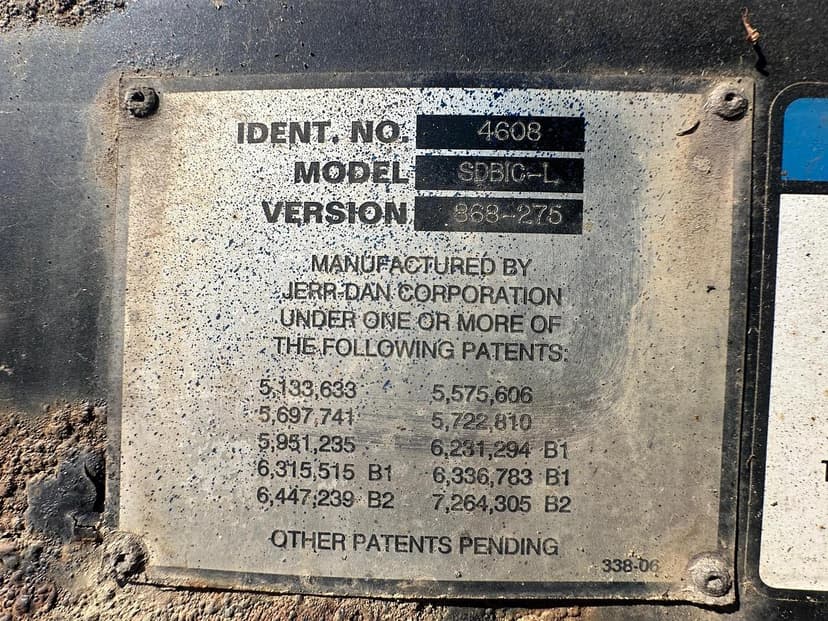 IDENT. NO. 4608
MODEL SDBIC-L
VERSION 868-275
MANUFACTURED BY
JERR-DAN CORPORATION
UNDER ONE OR MORE OF
THE FOLLOWING PATENTS:
5,133,633 5,575,606
5,697,741 5,722,810
5,951,235 6,231,294 B1
6,315,515 B1 6,336,783 B1
6,447,239 B2 7,264,305 B2
OTHER PATENTS PENDING
338-06